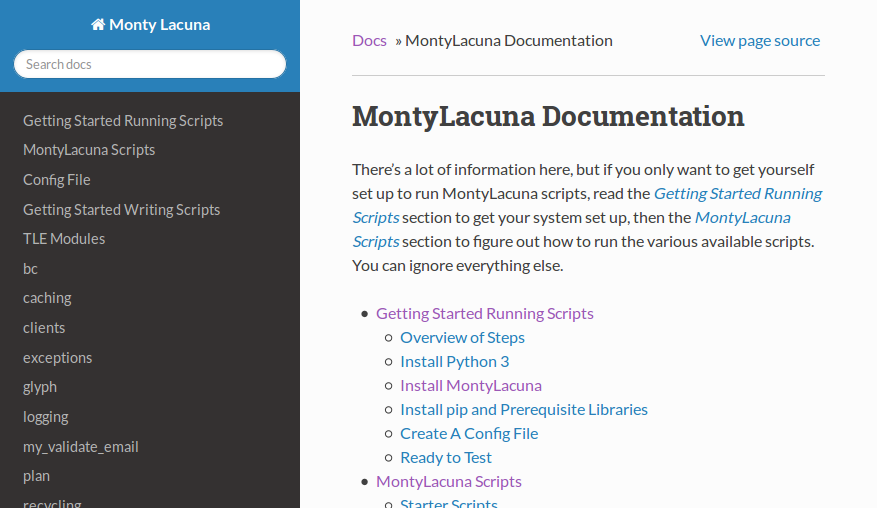 Monty Lacuna
Search docs
Getting Started Running Scripts
MontyLacuna Scripts
Config File
Getting Started Writing Scripts
TLE Modules
bc
caching
clients
exceptions
glyph
logging
my_validate_email
plan
recycling
Docs » MontyLacuna Documentation
View page source
MontyLacuna Documentation
There's a lot of information here, but if you only want to get yourself
set up to run MontyLacuna scripts, read the Getting Started Running
Scripts section to get your system set up, then the MontyLacuna
Scripts section to figure out how to run the various available scripts.
You can ignore everything else.
Getting Started Running Scripts
Overview of Steps
Install Python 3
Install MontyLacuna
Install pip and Prerequisite Libraries
Create A Config File
Ready to Test
MontyLacuna Scripts
Starter Scripts